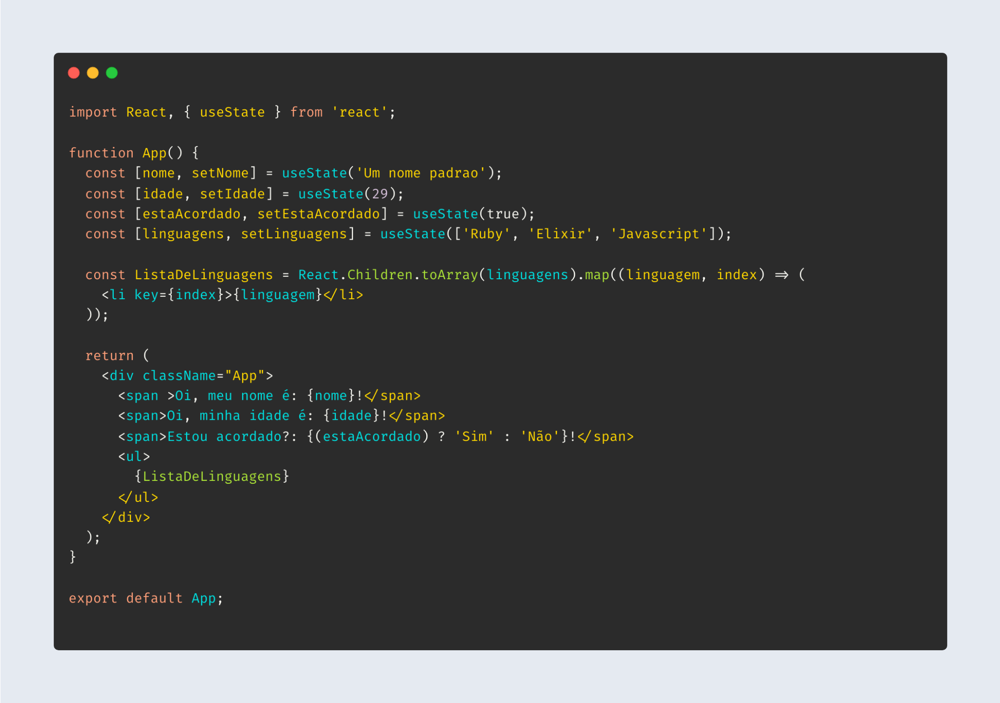 import React, { useState } from 'react';

function App() {
  const [nome, setNome] = useState('Um nome padrao');
  const [idade, setIdade] = useState(29);
  const [estaAcordado, setEstaAcordado] = useState(true);
  const [linguagens, setLinguagens] = useState(['Ruby', 'Elixir', 'Javascript']);

  const ListaDeLinguagens = React.Children.toArray(linguagens).map((linguagem, index) => (
    <li key={index}>{linguagem}</li>
  ));

  return (
    <div className="App">
      <span >Oi, meu nome é: {nome}!</span>
      <span>Oi, minha idade é: {idade}!</span>
      <span>Estou acordado?: {(estaAcordado) ? 'Sim' : 'Não'}!</span>
      <ul>
        {ListaDeLinguagens}
      </ul>
    </div>
  );
}

export default App;